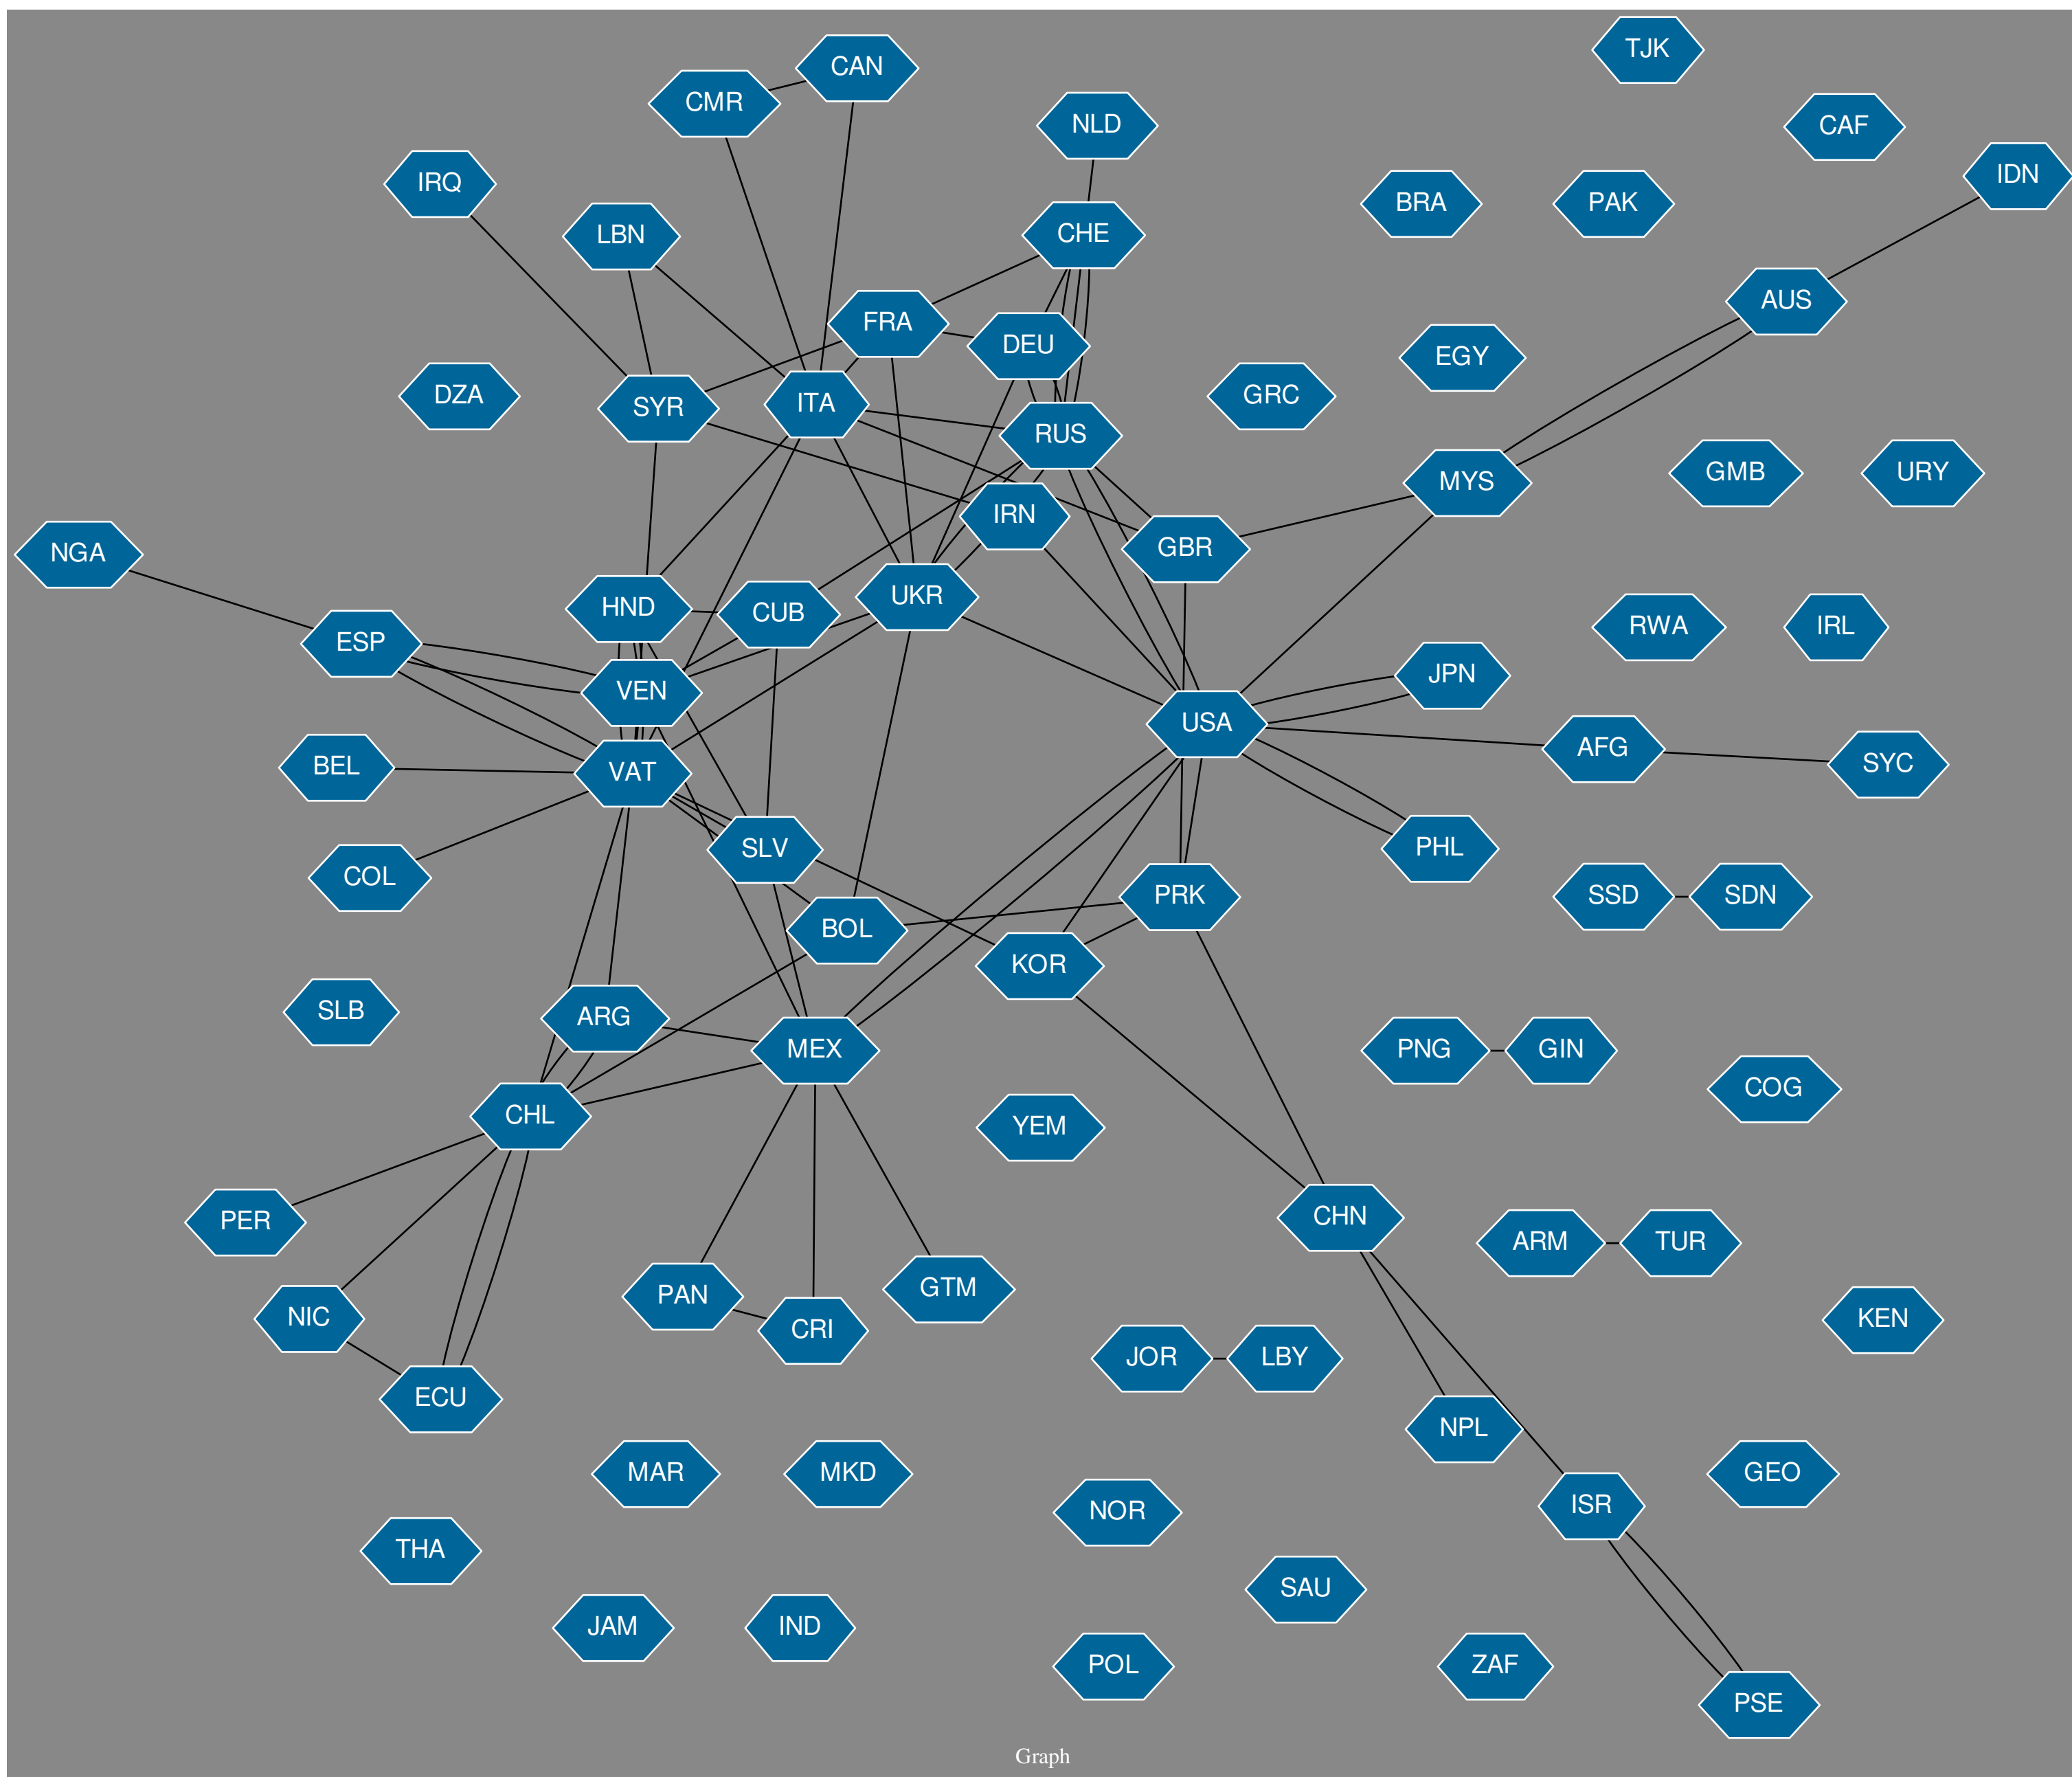 TJK
CAN
CMR
NLD
CAF
IDN
IRQ
BRA
PAK
LBN
CHE
AUS
FRA
DEU
EGY
DZA
SYR
ITA
GRC
RUS
MYS
GMB
URY
IRN
GBR
NGA
HND
CUB
UKR
RWA
IRL
ESP
VEN
JPN
USA
AFG
SYC
BEL
VAT
COL
SLV
PHL
BOL
PRK
SSD
SDN
KOR
SLB
ARG
MEX
PNG
GIN
COG
CHL
YEM
PER
CHN
ARM
TUR
NIC
PAN
CRI
GTM
KEN
JOR
LBY
ECU
NPL
MAR
MKD
GEO
NOR
ISR
THA
SAU
JAM
IND
POL
ZAF
PSE
Graph